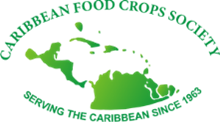 CARIBBEAN FOOD CROPS SOCIETY
SERVING THE CARIBBEAN SINCE 1963